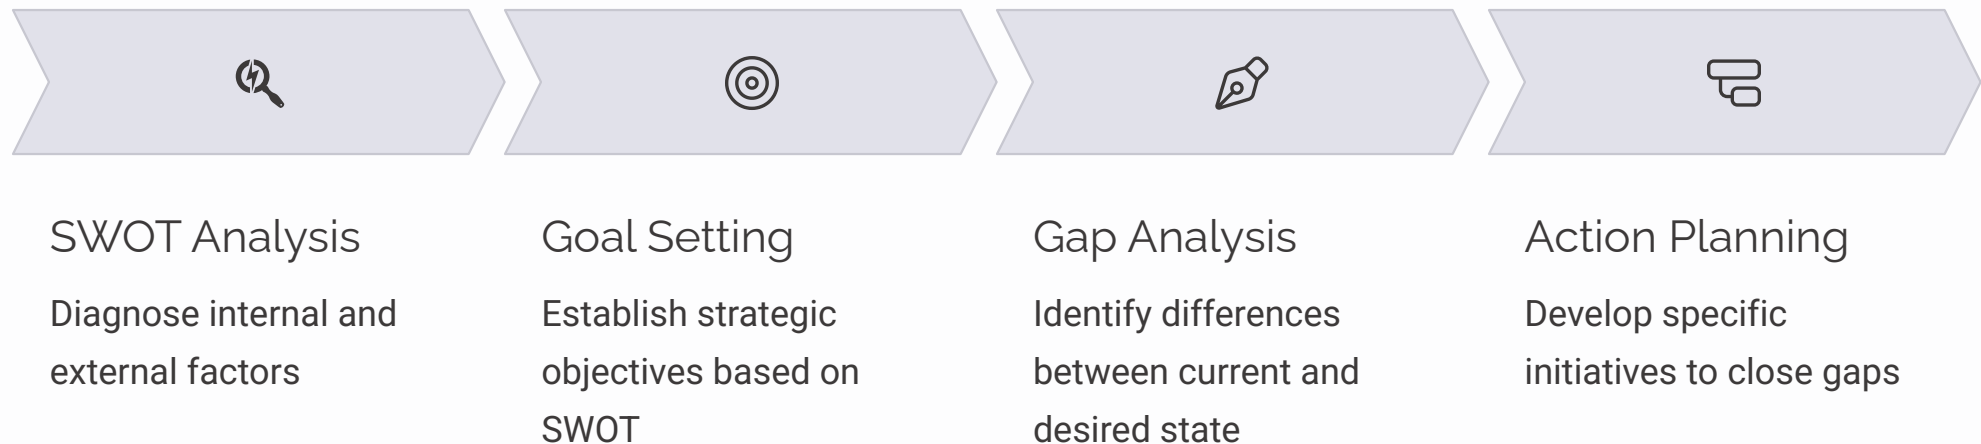 SWOT Analysis
Diagnose internal and
external factors
Goal Setting
Establish strategic
objectives based on
SWOT
Gap Analysis
Identify differences
between current and
desired state
Action Planning
Develop specific
initiatives to close gaps